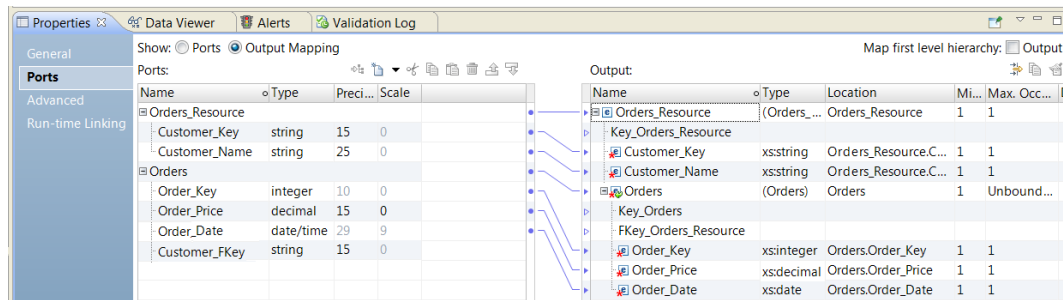 Properties Data Viewer Alerts Validation Log
General
Ports
Advanced
Run-time Linking
Show: Ports Output Mapping
Map first level hierarchy: Output
Ports:
Name Type Preci... Scale
Orders_Resource
Customer_Key string 15 0
Customer_Name string 25 0
Orders
Order_Key integer 10 0
Order_Price decimal 15 0
Order_Date date/time 29 9
Customer_FKey string 15 0
Output:
Name Type Location Mi... Max. Occ...
Orders_Resource (Orders_... Orders_Resource 1 1
Key_Orders_Resource
Customer_Key xs:string Orders_Resource.C... 1 1
Customer_Name xs:string Orders_Resource.C... 1 1
Orders (Orders) Orders 1 Unbound...
Key_Orders
FKey_Orders_Resource
Order_Key xs:integer Orders.Order_Key 1 1
Order_Price xs:decimal Orders.Order_Price 1 1
Order_Date xs:date Orders.Order_Date 1 1